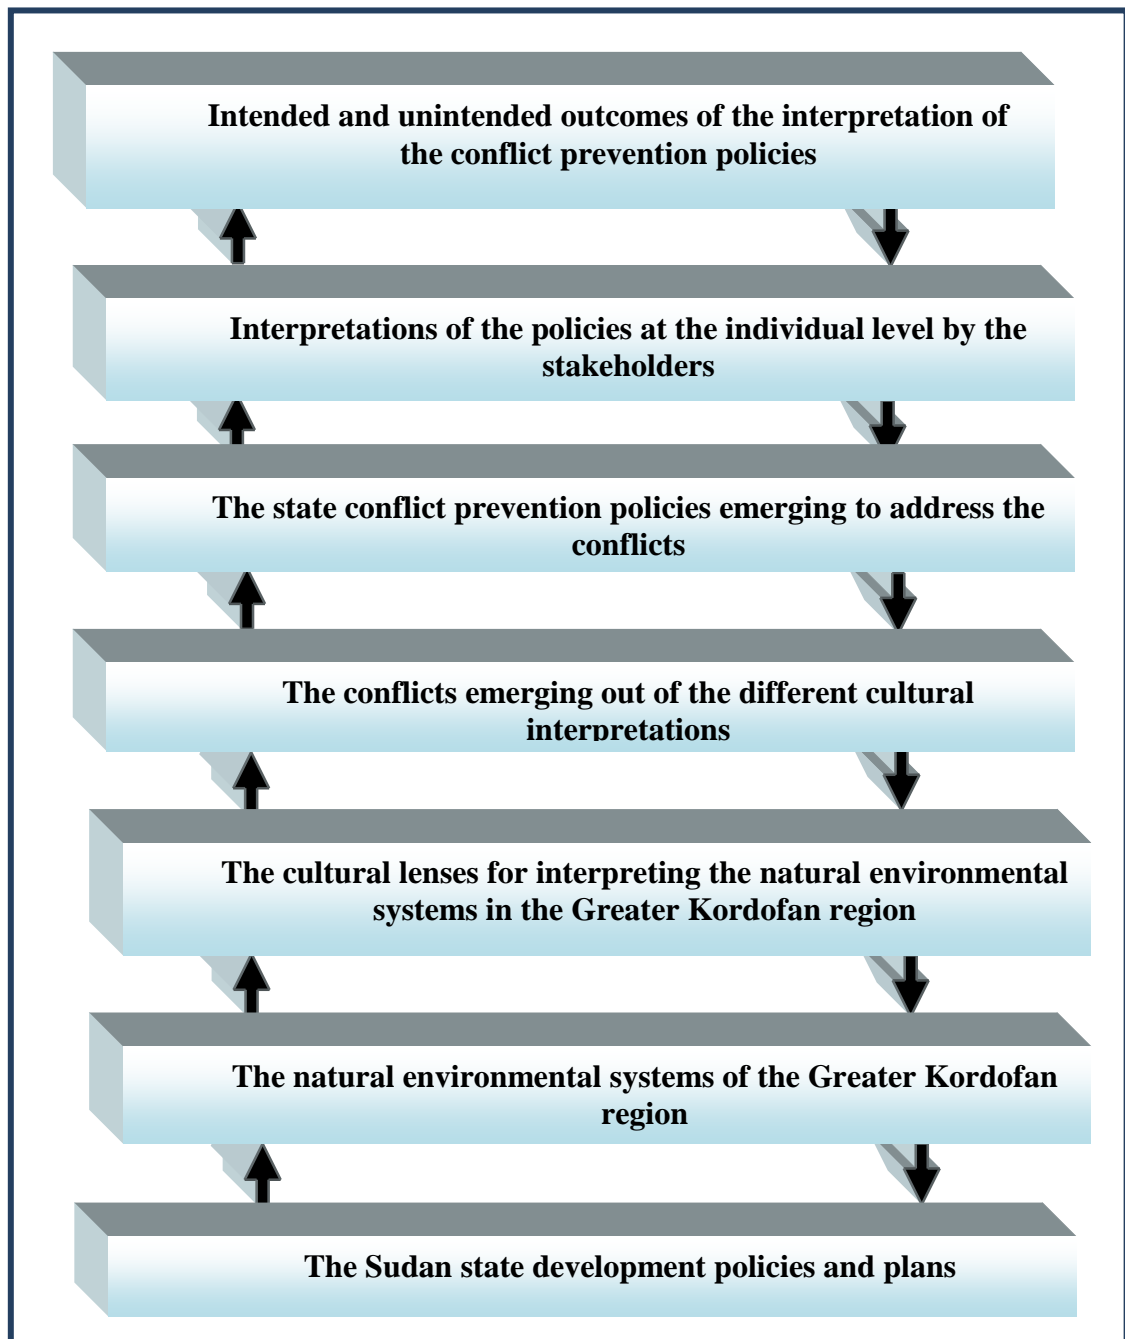 Intended and unintended outcomes of the interpretation of
the conflict prevention policies
Interpretations of the policies at the individual level by the
stakeholders
The state conflict prevention policies emerging to address the
conflicts
The conflicts emerging out of the different cultural
interpretations
The cultural lenses for interpreting the natural environmental
systems in the Greater Kordofan region
The natural environmental systems of the Greater Kordofan
region
The Sudan state development policies and plans